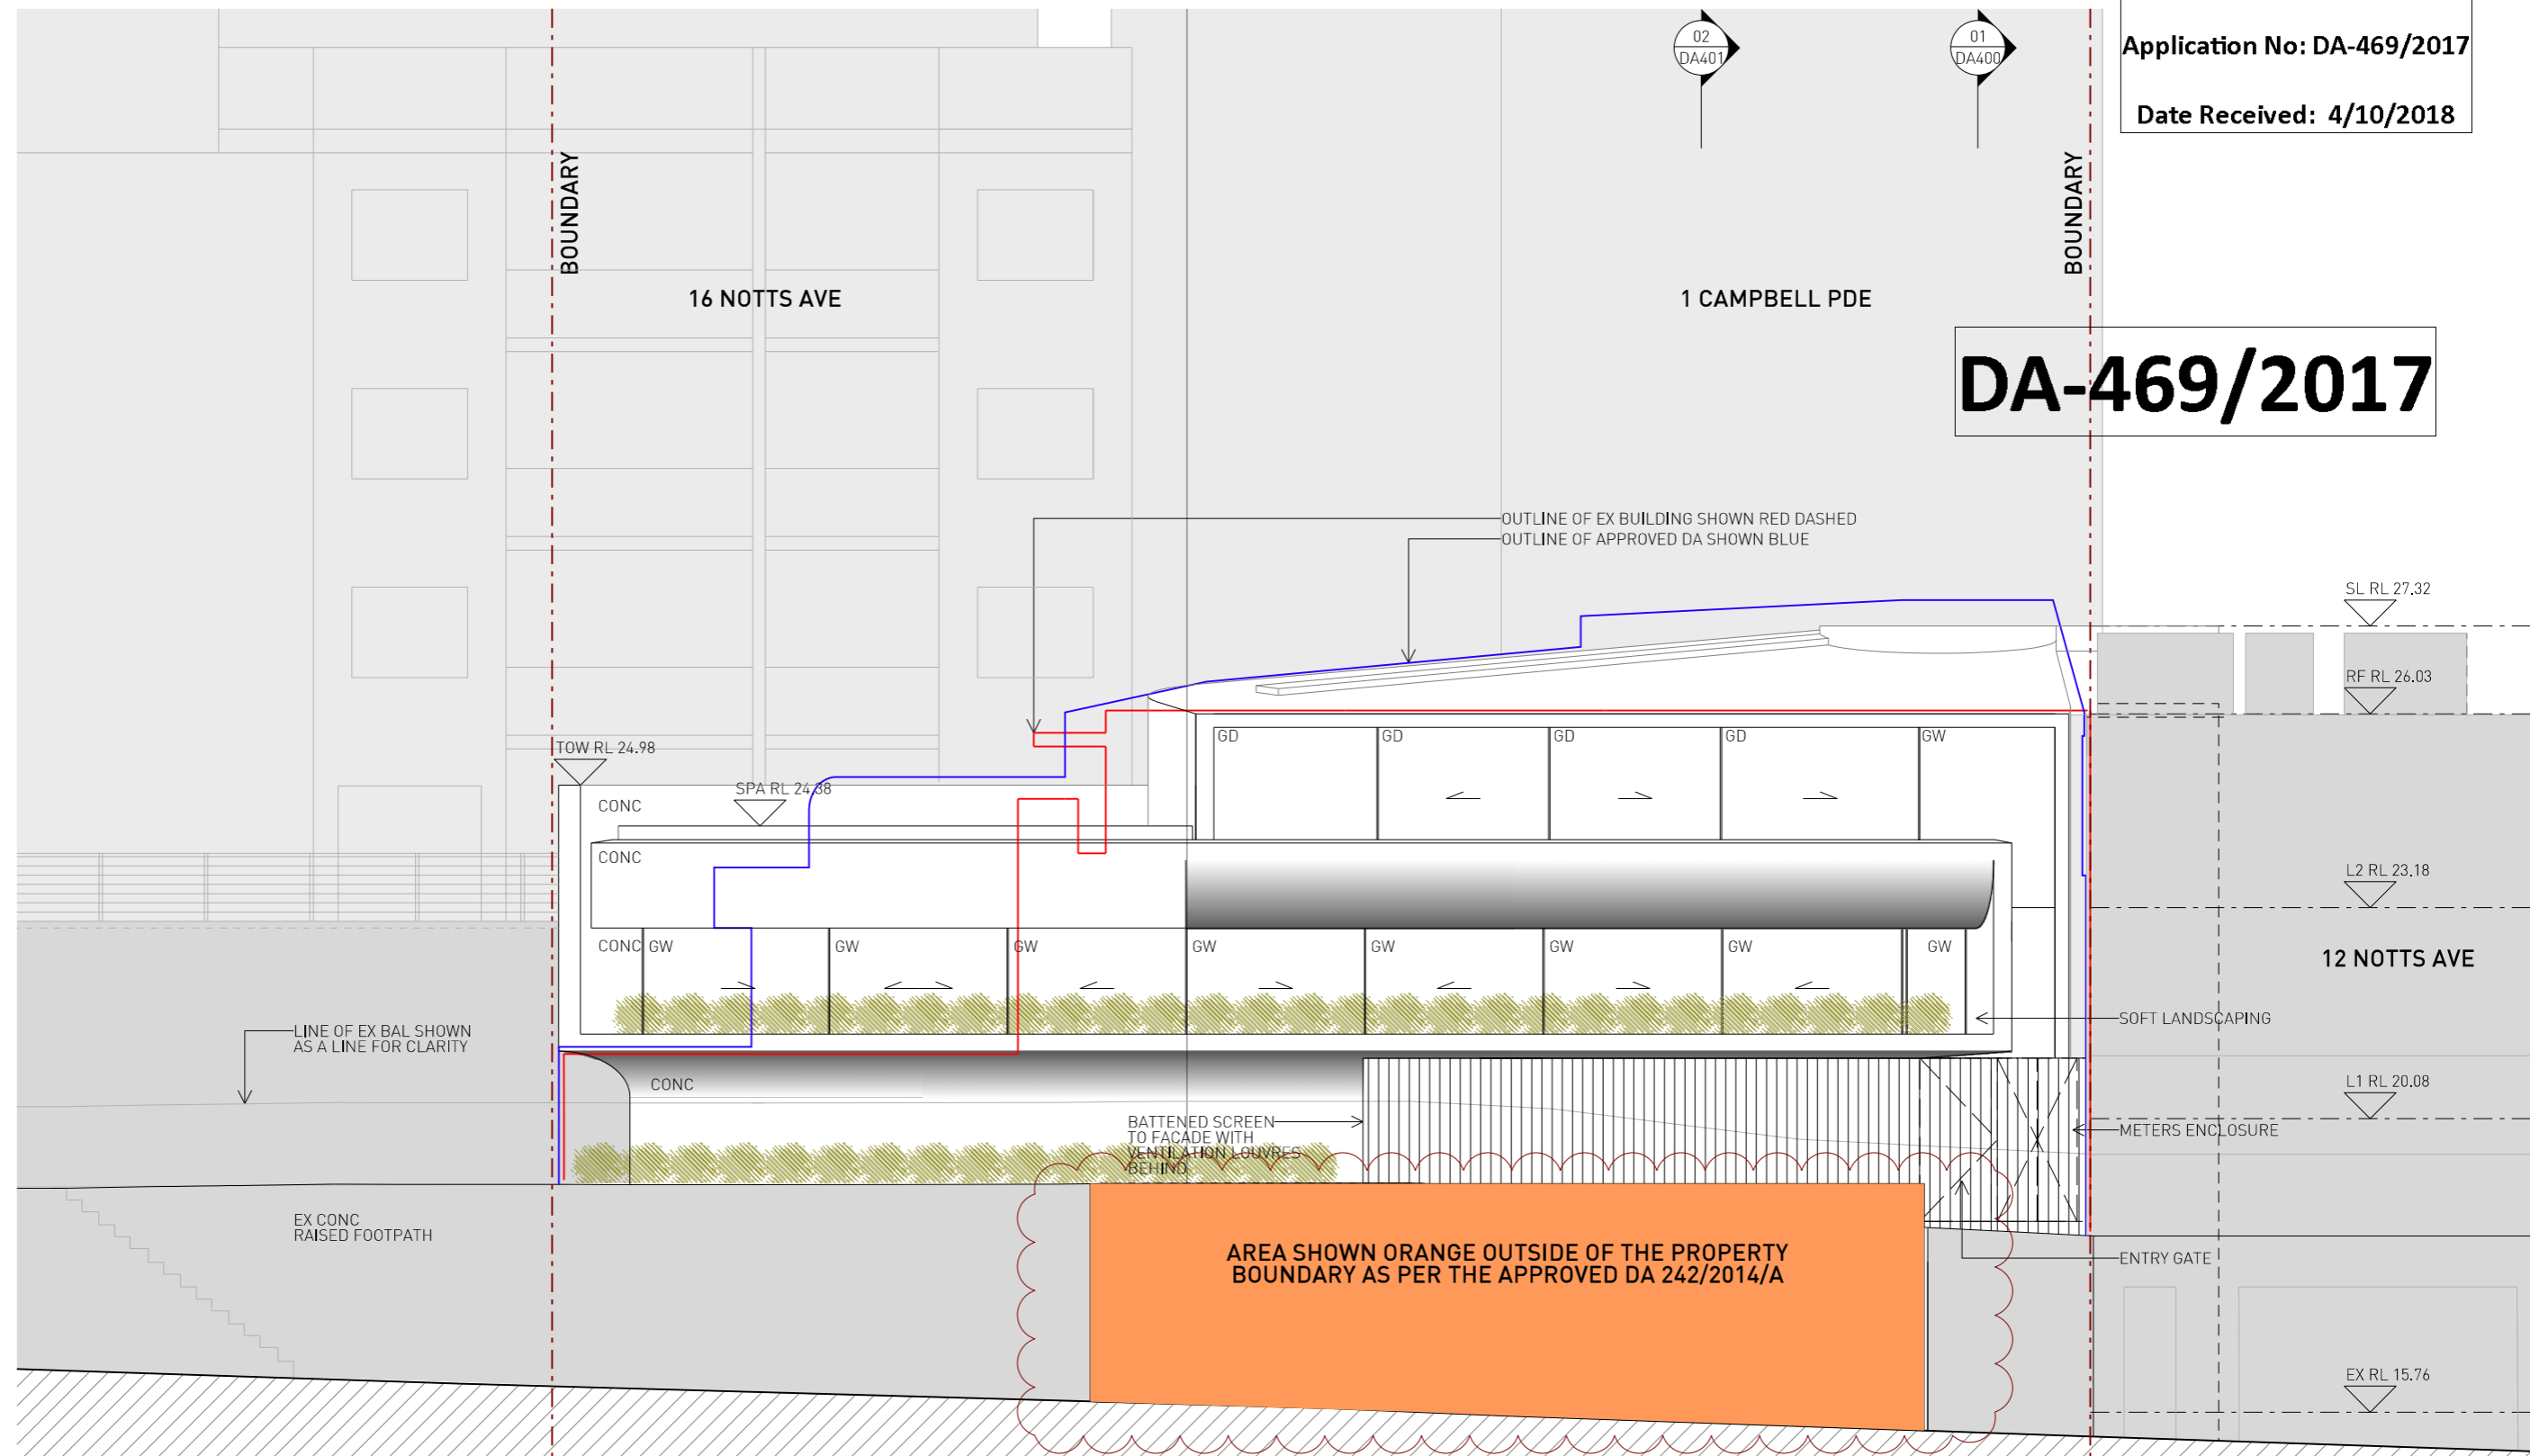 Application No: DA-469/2017
Date Received: 4/10/2018
02
DA401
01
DA400
BOUNDARY
BOUNDARY
16 NOTTS AVE
1 CAMPBELL PDE
DA-469/2017
OUTLINE OF EX BUILDING SHOWN RED DASHED
OUTLINE OF APPROVED DA SHOWN BLUE
SL RL 27.32
RF RL 26.03
TOW RL 24.98
SPA RL 24.38
GD
GD
GD
GD
GW
CONC
CONC
L2 RL 23.18
CONC
GW
GW
GW
GW
GW
GW
GW
GW
12 NOTTS AVE
SOFT LANDSCAPING
LINE OF EX BAL SHOWN
AS A LINE FOR CLARITY
CONC
L1 RL 20.08
BATTENED SCREEN
TO FACADE WITH
VENTILATION LOUVRES
BEHIND
METERS ENCLOSURE
EX CONC
RAISED FOOTPATH
AREA SHOWN ORANGE OUTSIDE OF THE PROPERTY
BOUNDARY AS PER THE APPROVED DA 242/2014/A
ENTRY GATE
EX RL 15.76